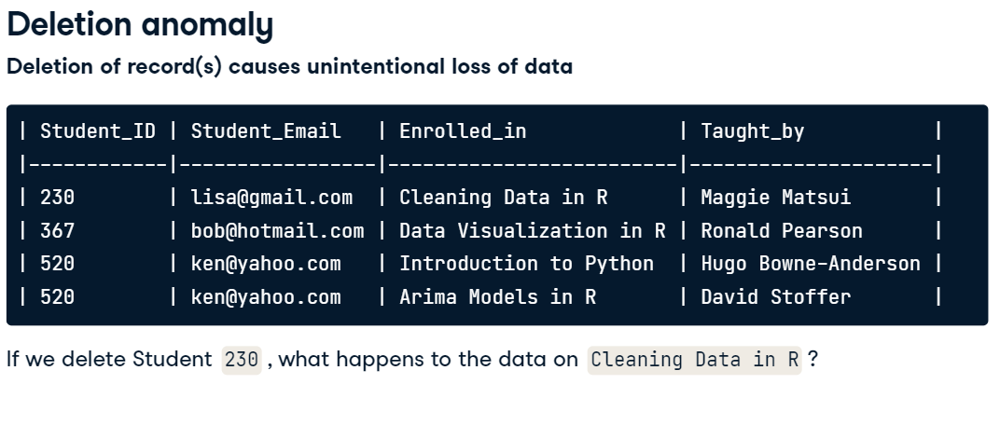 Deletion anomaly
Deletion of record(s) causes unintentional loss of data
| Student_ID | Student_Email   | Enrolled_in             | Taught_by           |
|------------|-----------------|-------------------------|---------------------|
| 230        | lisa@gmail.com  | Cleaning Data in R      | Maggie Matsui       |
| 367        | bob@hotmail.com | Data Visualization in R | Ronald Pearson      |
| 520        | ken@yahoo.com   | Introduction to Python  | Hugo Bowne-Anderson |
| 520        | ken@yahoo.com   | Arima Models in R       | David Stoffer       |
If we delete Student 230 , what happens to the data on Cleaning Data in R ?